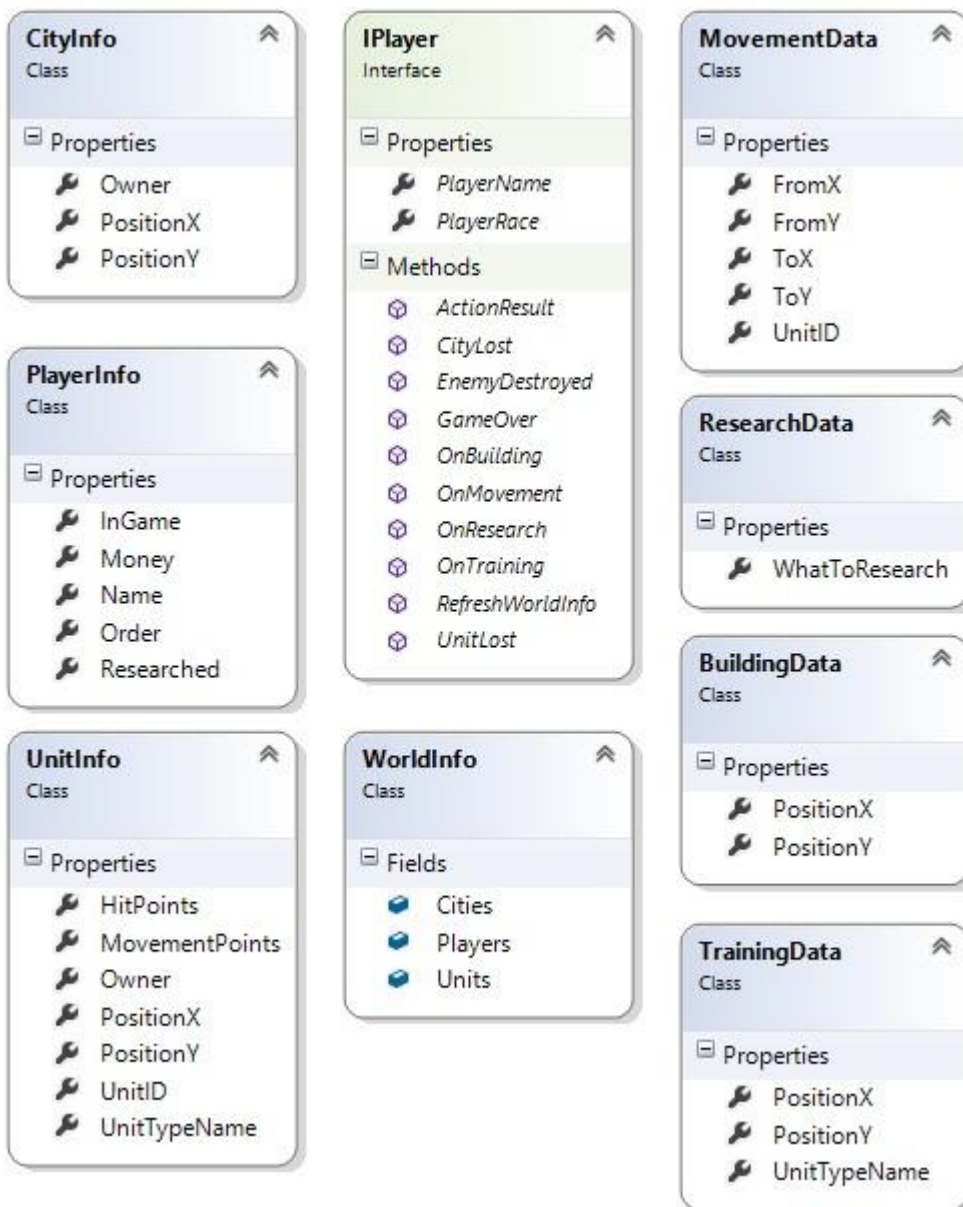 CityInfo
Class
Properties
Owner
PositionX
PositionY
PlayerInfo
Class
Properties
InGame
Money
Name
Order
Researched
UnitInfo
Class
Properties
HitPoints
MovementPoints
Owner
PositionX
PositionY
UnitID
UnitTypeName
IPlayer
Interface
Properties
PlayerName
PlayerRace
Methods
ActionResult
CityLost
EnemyDestroyed
GameOver
OnBuilding
OnMovement
OnResearch
OnTraining
RefreshWorldInfo
UnitLost
WorldInfo
Class
Fields
Cities
Players
Units
MovementData
Class
Properties
FromX
FromY
ToX
ToY
UnitID
ResearchData
Class
Properties
WhatToResearch
BuildingData
Class
Properties
PositionX
PositionY
TrainingData
Class
Properties
PositionX
PositionY
UnitTypeName